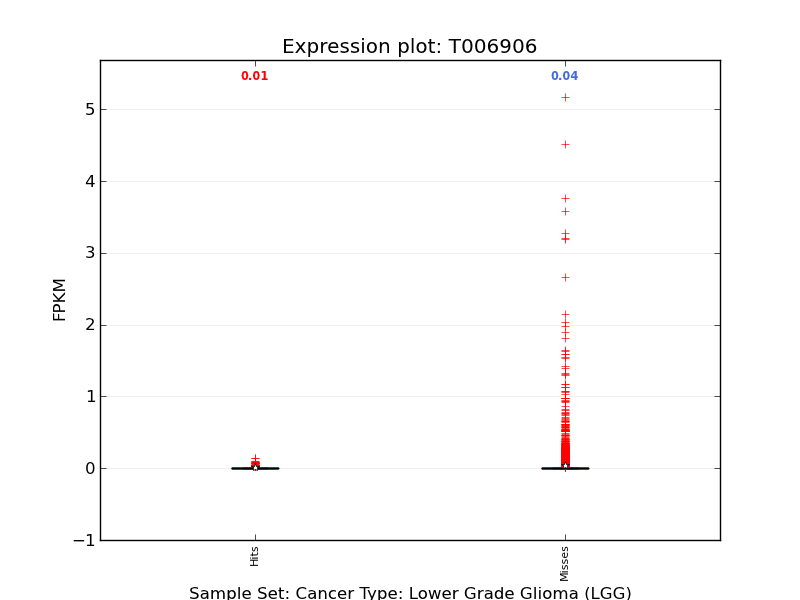 Expression plot: T006906
0.01
0.04
5
4
3
2
1
0
−1
FPKM
Hits
Misses
Sample Set: Cancer Type: Lower Grade Glioma (LGG)